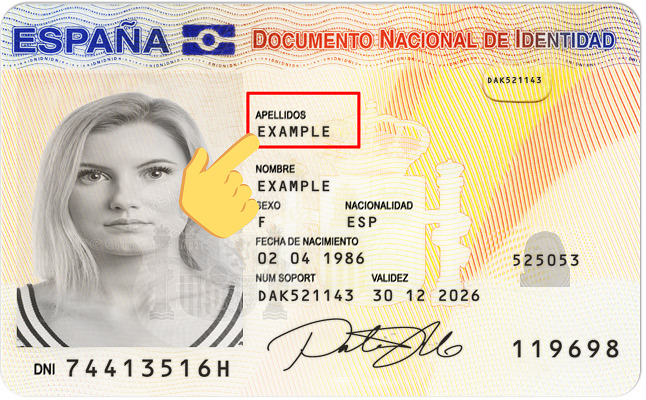 ESPAÑA DOCUMENTO NACIONAL DE IDENTIDAD
DAK521143
APELLIDOS
EXAMPLE
NOMBRE
EXAMPLE
SEXO NACIONALIDAD
F ESP
FECHA DE NACIMIENTO
02 04 1986
525053
NUM SOPORT VALIDEZ
DAK521143 30 12 2026
119698
DNI 74413516H